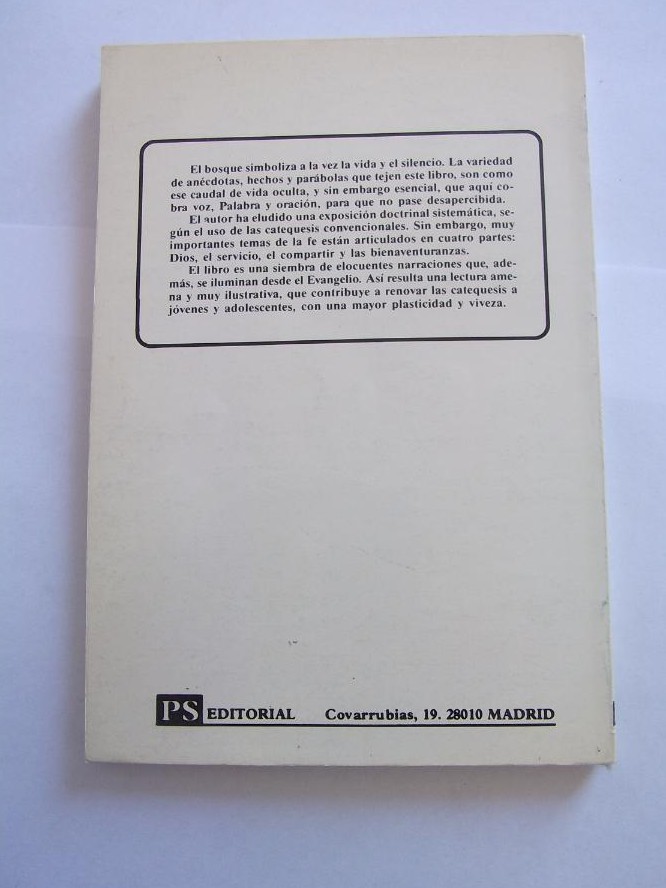 El bosque simboliza a la vez la vida y el silencio. La variedad
de anécdotas, hechos y parábolas que tejen este libro, son como
ese caudal de vida oculta, y sin embargo esencial, que aquí co-
bra voz, Palabra y oración, para que no pase desapercibida.
El autor ha eludido una exposición doctrinal sistemática, se-
gún el uso de las catequesis convencionales. Sin embargo, muy
importantes temas de la fe están articulados en cuatro partes:
Dios, el servicio, el compartir y las bienaventuranzas.
El libro es una siembra de elocuentes narraciones que, ade-
más, se iluminan desde el Evangelio. Así resulta una lectura ame-
na y muy ilustrativa, que contribuye a renovar las catequesis a
jóvenes y adolescentes, con una mayor plasticidad y viveza.
PS EDITORIAL Covarrubias, 19. 28010 MADRID